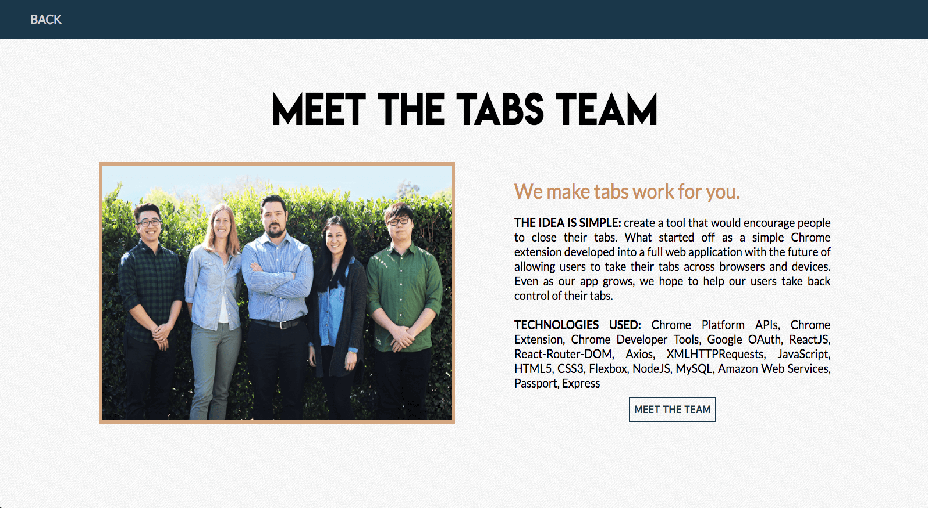 BACK
MEET THE TABS TEAM
We make tabs work for you.
THE IDEA IS SIMPLE: create a tool that would encourage people
to close their tabs. What started off as a simple Chrome
extension developed into a full web application with the future of
allowing users to take their tabs across browsers and devices.
Even as our app grows, we hope to help our users take back
control of their tabs.
TECHNOLOGIES USED: Chrome Platform APIs, Chrome
Extension, Chrome Developer Tools, Google OAuth, ReactJS,
React-Router-DOM, Axios, XMLHTTPRequests, JavaScript,
HTML5, CSS3, Flexbox, NodeJS, MySQL, Amazon Web Services,
Passport, Express
MEET THE TEAM